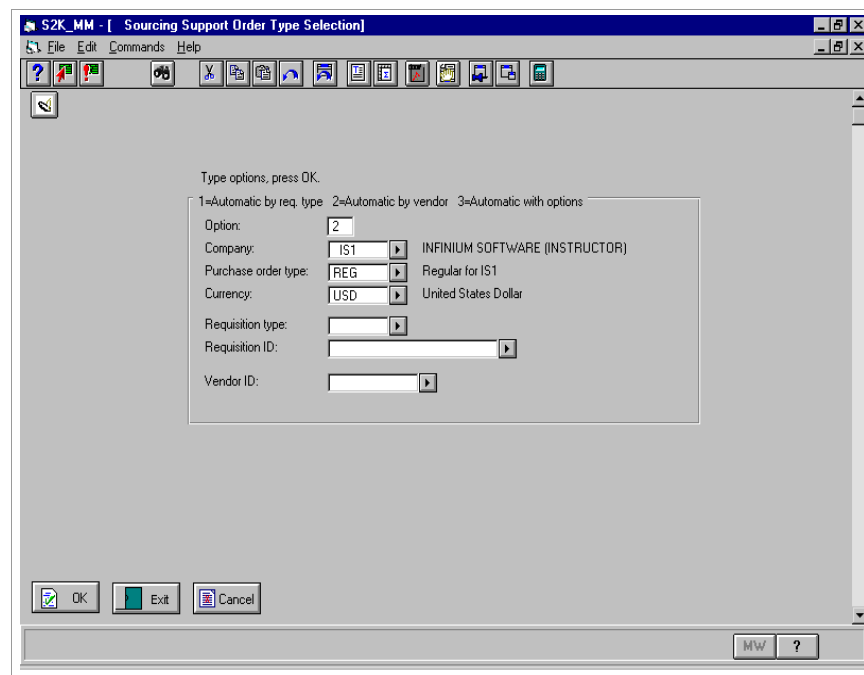 S2K_MM - [ Sourcing Support Order Type Selection]
File Edit Commands Help
Type options, press OK.
1=Automatic by req. type 2=Automatic by vendor 3=Automatic with options
Option: 2
Company: IS1 INFINIUM SOFTWARE (INSTRUCTOR)
Purchase order type: REG Regular for IS1
Currency: USD United States Dollar
Requisition type:
Requisition ID:
Vendor ID:
OK Exit Cancel
MW ?